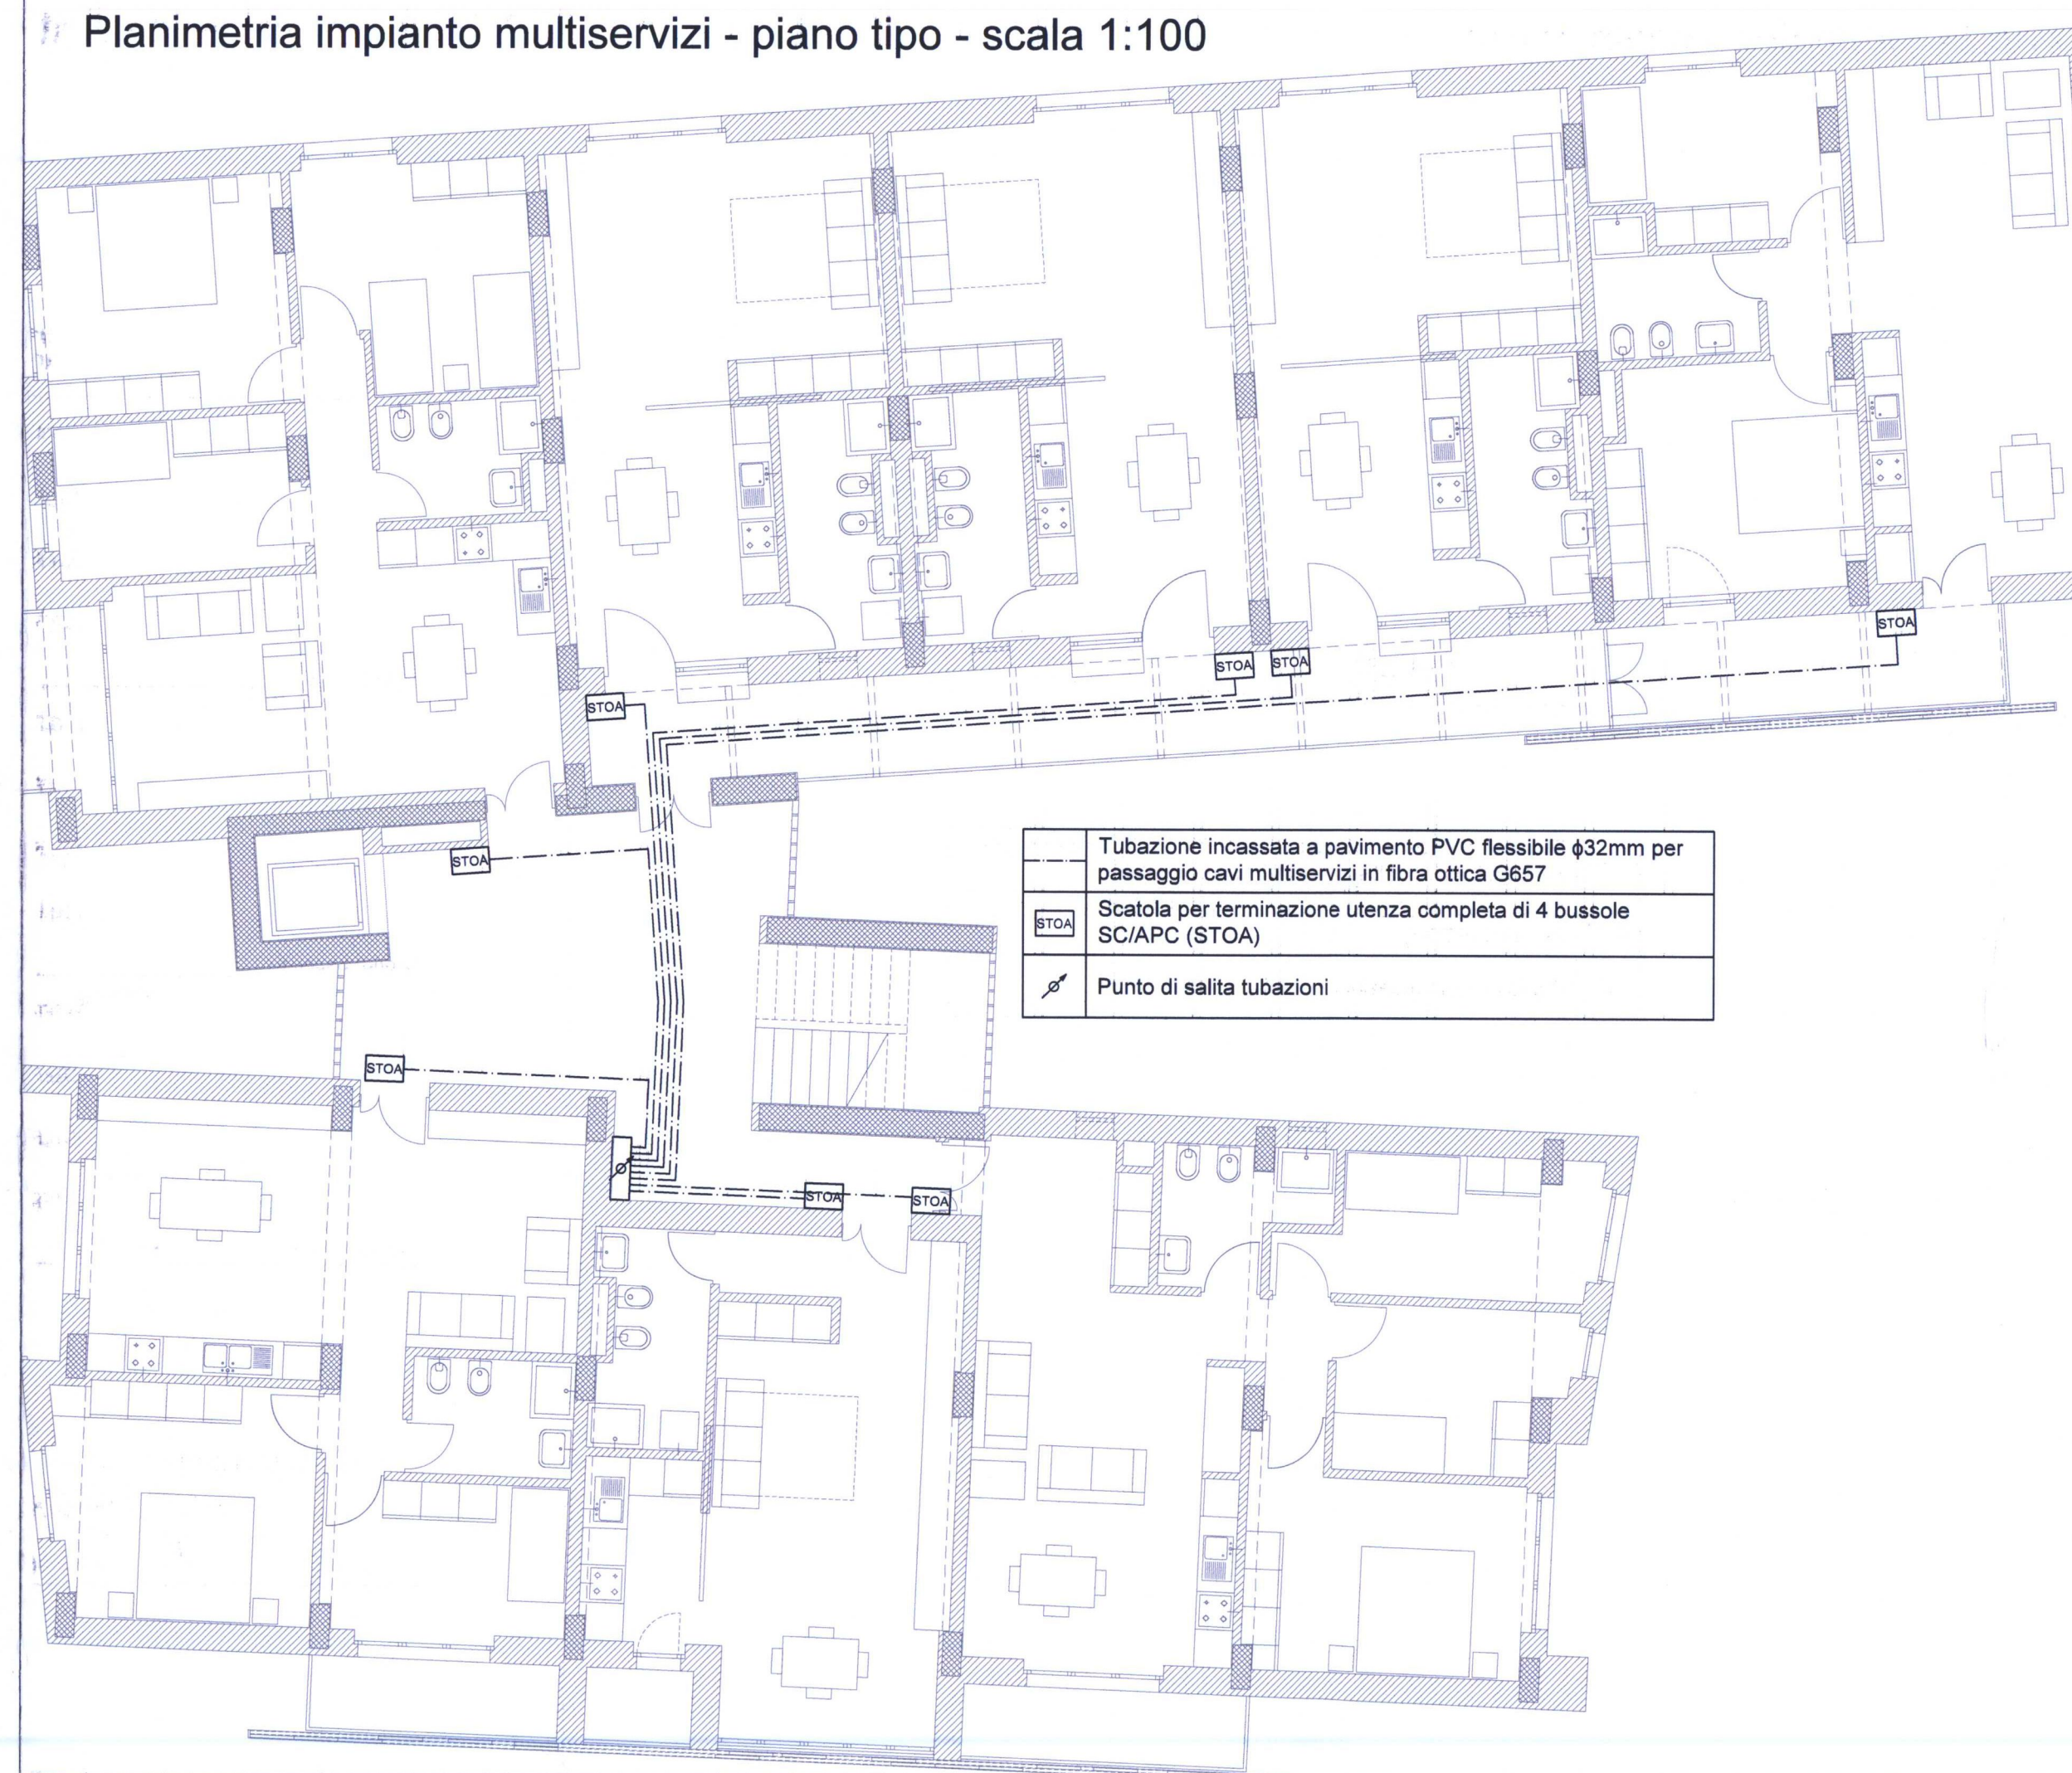 Planimetria impianto multiservizi - piano tipo - scala 1:100
STOA
STOA
STOA
STOA
STOA
Tubazione incassata a pavimento PVC flessibile ϕ32mm per
passaggio cavi multiservizi in fibra ottica G657
STOA
Scatola per terminazione utenza completa di 4 bussole
SC/APC (STOA)
Punto di salita tubazioni
STOA
STOA
STOA